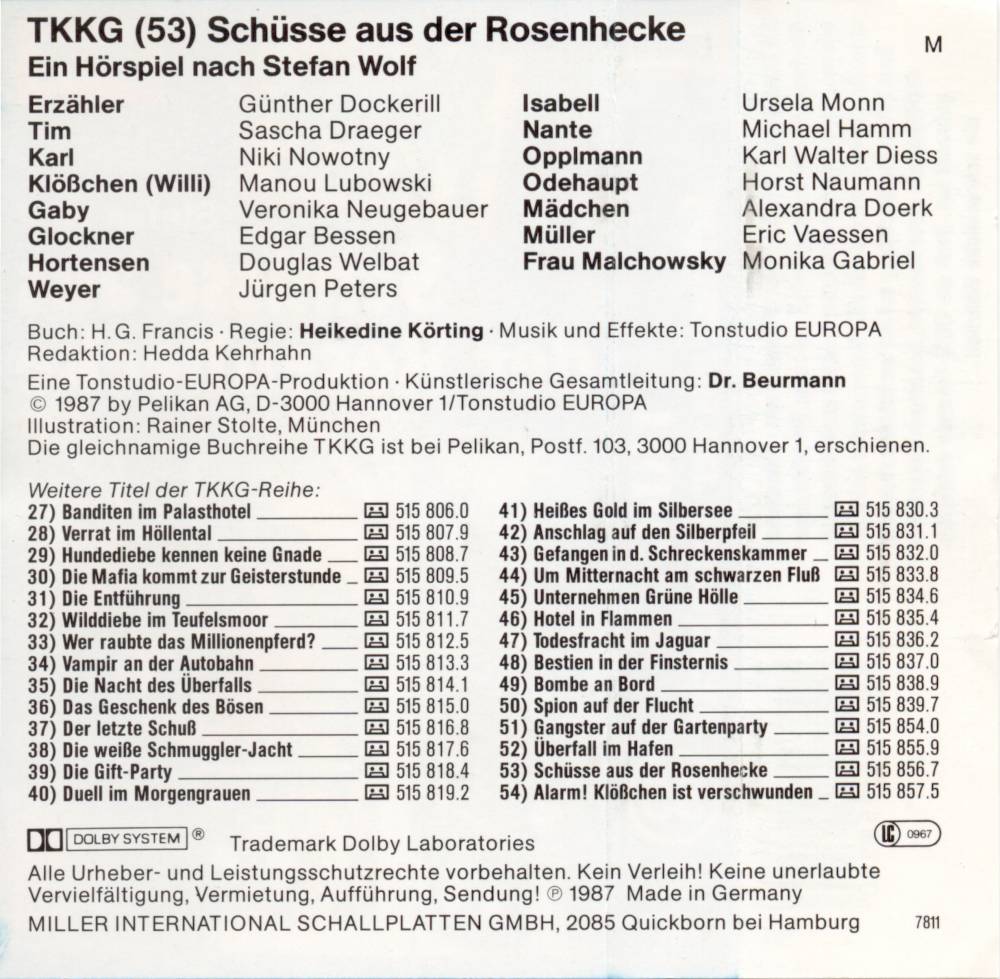 TKKG (53) Schüsse aus der Rosenhecke
M
Ein Hörspiel nach Stefan Wolf
Erzähler Günther Dockerill
Tim Sascha Draeger
Karl Niki Nowotny
Klößchen (Willi) Manou Lubowski
Gaby Veronika Neugebauer
Glockner Edgar Bessen
Hortensen Douglas Welbat
Weyer Jürgen Peters
Isabell Ursela Monn
Nante Michael Hamm
Opplmann Karl Walter Diess
Odehaupt Horst Naumann
Mädchen Alexandra Doerk
Müller Eric Vaessen
Frau Malchowsky Monika Gabriel
Buch: H. G. Francis · Regie: Heikedine Körting · Musik und Effekte: Tonstudio EUROPA
Redaktion: Hedda Kehrhahn
Eine Tonstudio-EUROPA-Produktion · Künstlerische Gesamtleitung: Dr. Beurmann
© 1987 by Pelikan AG, D-3000 Hannover 1/Tonstudio EUROPA
Illustration: Rainer Stolte, München
Die gleichnamige Buchreihe TKKG ist bei Pelikan, Postf. 103, 3000 Hannover 1, erschienen.
Weitere Titel der TKKG-Reihe:
27) Banditen im Palasthotel 515 806.0
28) Verrat im Höllental 515 807.9
29) Hundediebe kennen keine Gnade 515 808.7
30) Die Mafia kommt zur Geisterstunde 515 809.5
31) Die Entführung 515 810.9
32) Wilddiebe im Teufelsmoor 515 811.7
33) Wer raubte das Millionenpferd? 515 812.5
34) Vampir an der Autobahn 515 813.3
35) Die Nacht des Überfalls 515 814.1
36) Das Geschenk des Bösen 515 815.0
37) Der letzte Schuß 515 816.8
38) Die weiße Schmuggler-Jacht 515 817.6
39) Die Gift-Party 515 818.4
40) Duell im Morgengrauen 515 819.2
41) Heißes Gold im Silbersee 515 830.3
42) Anschlag auf den Silberpfeil 515 831.1
43) Gefangen in d. Schreckenskammer 515 832.0
44) Um Mitternacht am schwarzen Fluß 515 833.8
45) Unternehmen Grüne Hölle 515 834.6
46) Hotel in Flammen 515 835.4
47) Todesfracht im Jaguar 515 836.2
48) Bestien in der Finsternis 515 837.0
49) Bombe an Bord 515 838.9
50) Spion auf der Flucht 515 839.7
51) Gangster auf der Gartenparty 515 854.0
52) Überfall im Hafen 515 855.9
53) Schüsse aus der Rosenhecke 515 856.7
54) Alarm! Klößchen ist verschwunden 515 857.5
DOLBY SYSTEM ® Trademark Dolby Laboratories
LC 0967
Alle Urheber- und Leistungsschutzrechte vorbehalten. Kein Verleih! Keine unerlaubte
Vervielfältigung, Vermietung, Aufführung, Sendung! ℗ 1987 Made in Germany
MILLER INTERNATIONAL SCHALLPLATTEN GMBH, 2085 Quickborn bei Hamburg 7811